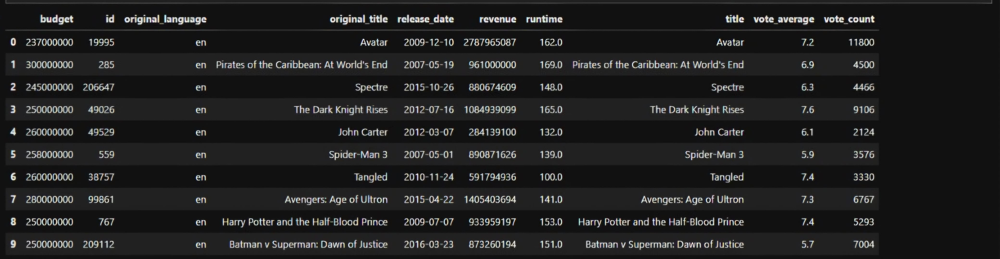 budget id original_language original_title release_date revenue runtime title vote_average vote_count
0 237000000 19995 en Avatar 2009-12-10 2787965087 162.0 Avatar 7.2 11800
1 300000000 285 en Pirates of the Caribbean: At World's End 2007-05-19 961000000 169.0 Pirates of the Caribbean: At World's End 6.9 4500
2 245000000 206647 en Spectre 2015-10-26 880674609 148.0 Spectre 6.3 4466
3 250000000 49026 en The Dark Knight Rises 2012-07-16 1084939099 165.0 The Dark Knight Rises 7.6 9106
4 260000000 49529 en John Carter 2012-03-07 284139100 132.0 John Carter 6.1 2124
5 258000000 559 en Spider-Man 3 2007-05-01 890871626 139.0 Spider-Man 3 5.9 3576
6 260000000 38757 en Tangled 2010-11-24 591794936 100.0 Tangled 7.4 3330
7 280000000 99861 en Avengers: Age of Ultron 2015-04-22 1405403694 141.0 Avengers: Age of Ultron 7.3 6767
8 250000000 767 en Harry Potter and the Half-Blood Prince 2009-07-07 933959197 153.0 Harry Potter and the Half-Blood Prince 7.4 5293
9 250000000 209112 en Batman v Superman: Dawn of Justice 2016-03-23 873260194 151.0 Batman v Superman: Dawn of Justice 5.7 7004